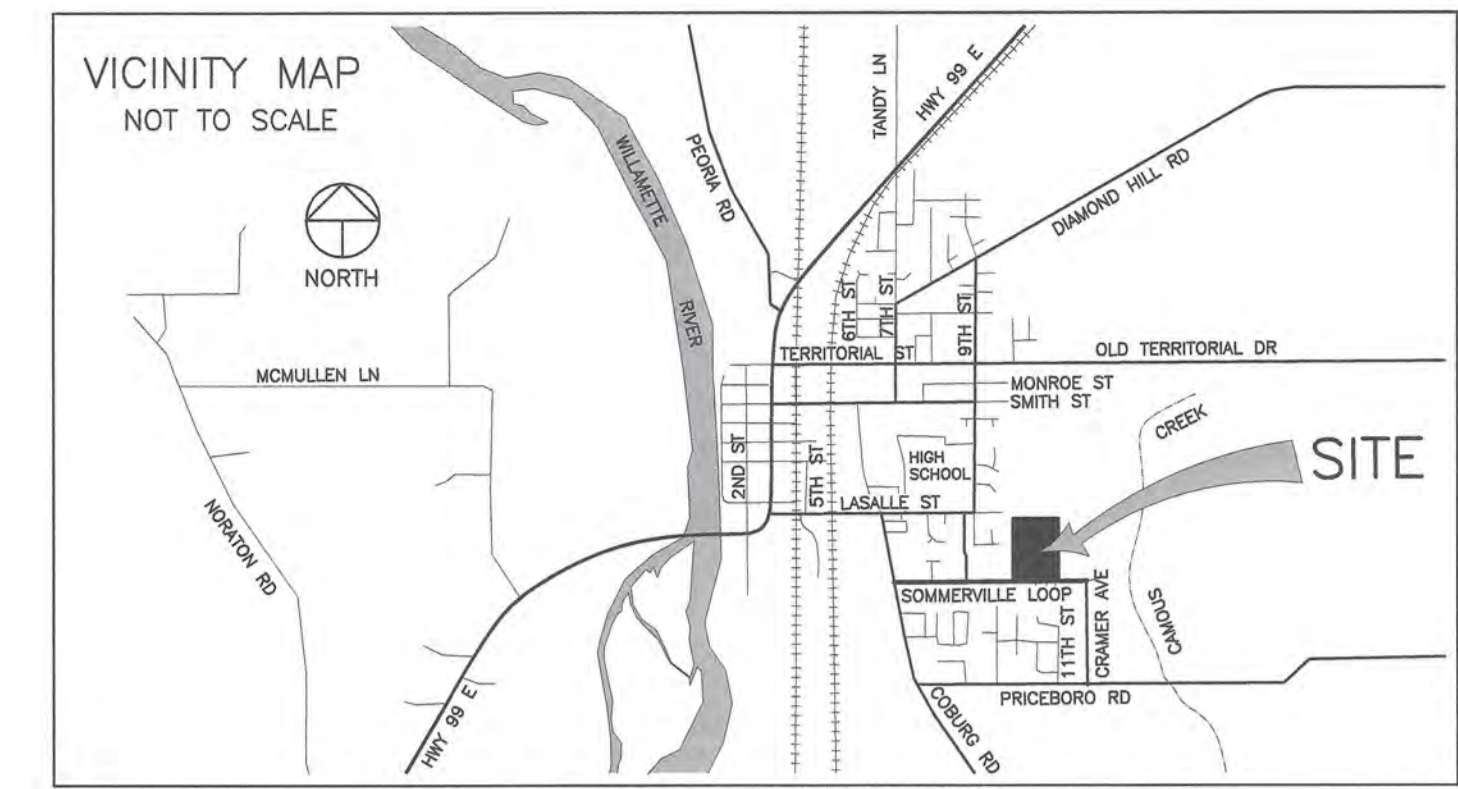 VICINITY MAP
NOT TO SCALE
NORTH
WILLAMETTE
RIVER
PEORIA RD
TANDY LN
HWY 99 E
DIAMOND HILL RD
6TH ST
7TH ST
9TH ST
TERRITORIAL ST
OLD TERRITORIAL DR
MCMULLEN LN
MONROE ST
SMITH ST
CREEK
SITE
2ND ST
5TH ST
HIGH
SCHOOL
LASALLE ST
NORATON RD
SOMMERVILLE LOOP
11TH ST
CRAMER AVE
CAMOUS
PRICEBORO RD
HWY 99 E
COBURG RD